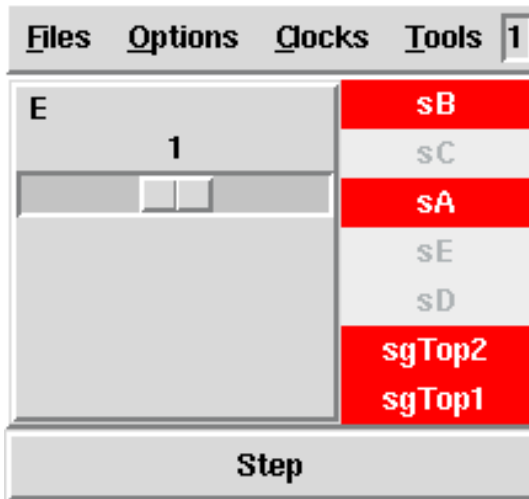 Files Options Clocks Tools 1
E
1
sB
sC
sA
sE
sD
sgTop2
sgTop1
Step